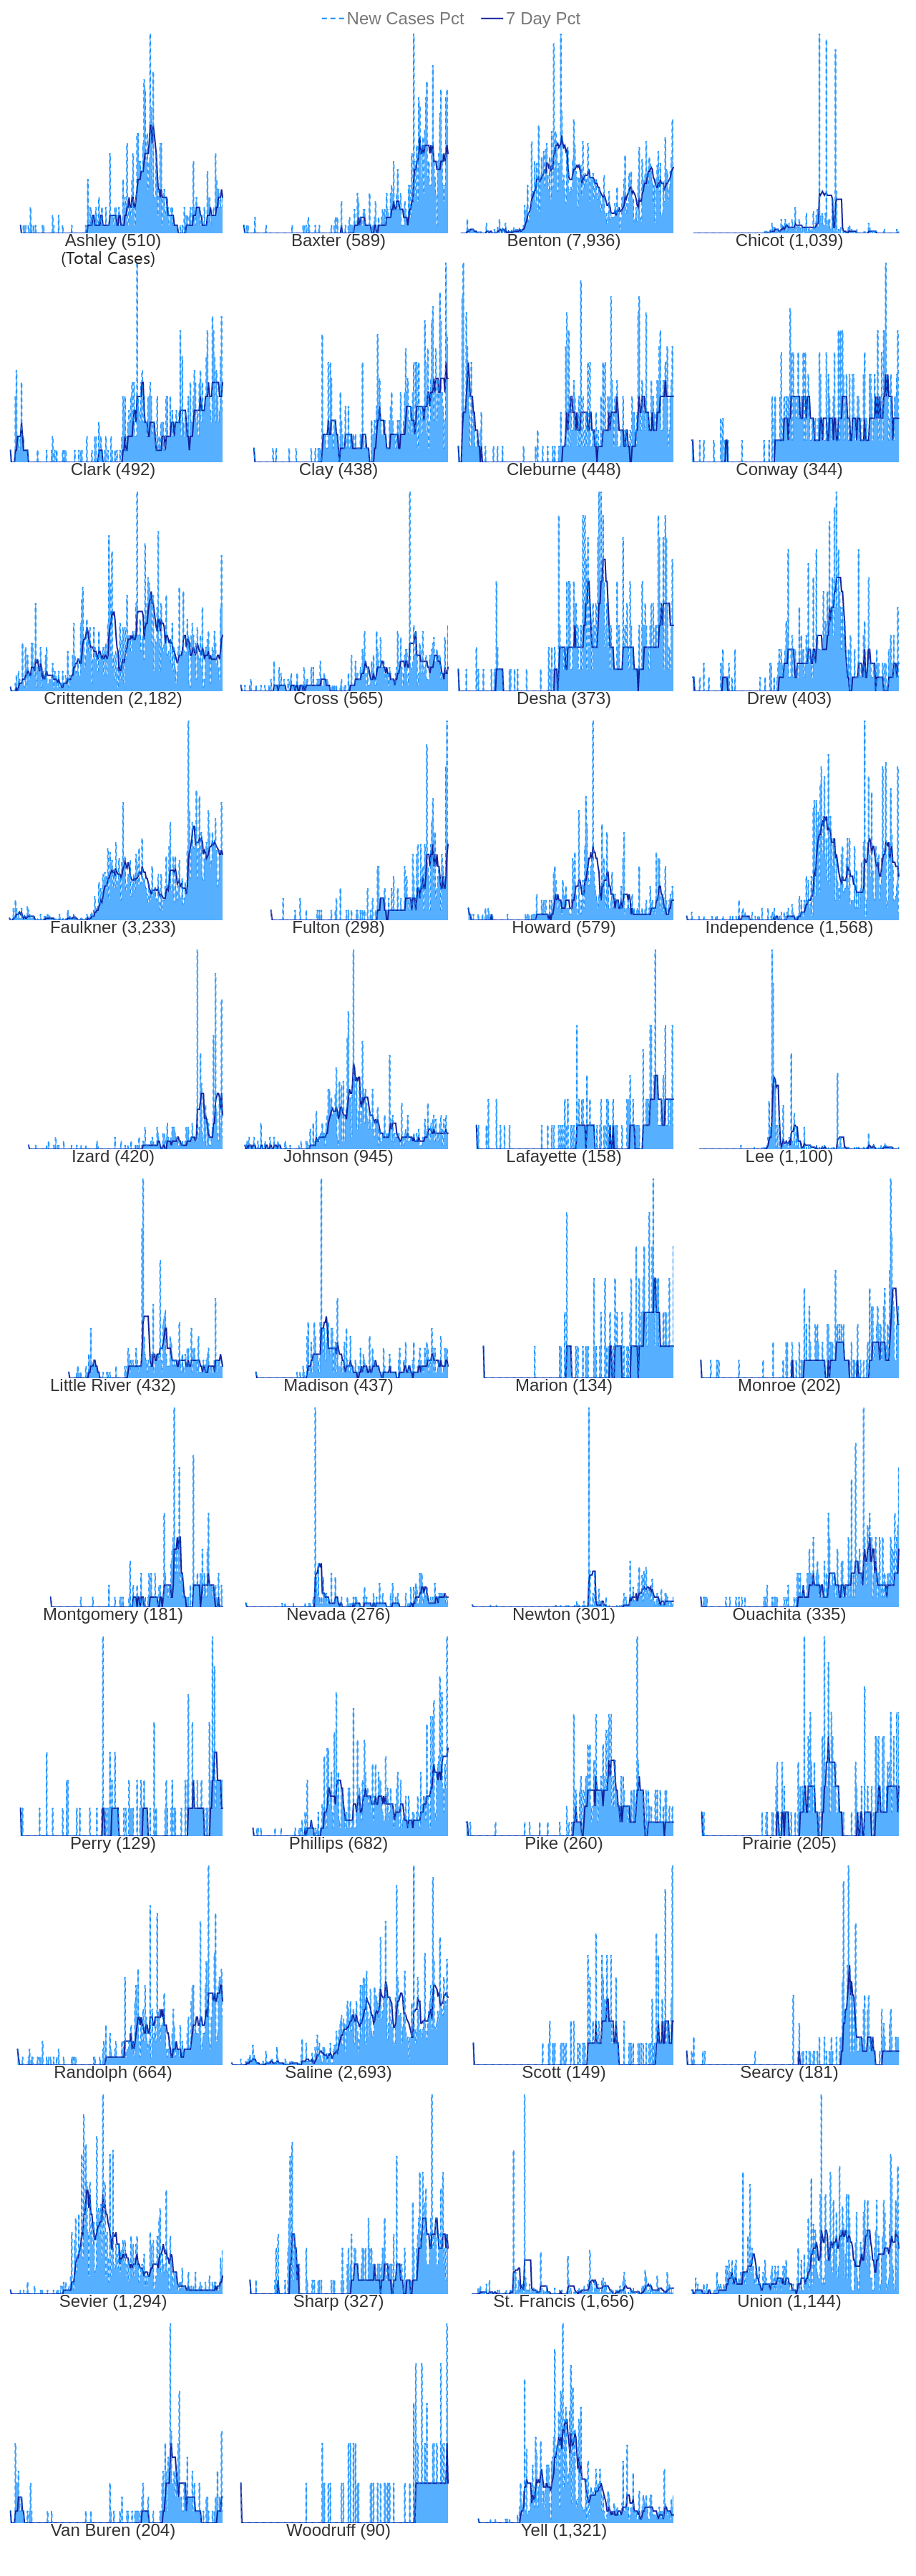 New Cases Pct 7 Day Pct
Ashley (510) Baxter (589) Benton (7,936) Chicot (1,039)
(Total Cases)
Clark (492) Clay (438) Cleburne (448) Conway (344)
Crittenden (2,182) Cross (565) Desha (373) Drew (403)
Faulkner (3,233) Fulton (298) Howard (579) Independence (1,568)
Izard (420) Johnson (945) Lafayette (158) Lee (1,100)
Little River (432) Madison (437) Marion (134) Monroe (202)
Montgomery (181) Nevada (276) Newton (301) Ouachita (335)
Perry (129) Phillips (682) Pike (260) Prairie (205)
Randolph (664) Saline (2,693) Scott (149) Searcy (181)
Sevier (1,294) Sharp (327) St. Francis (1,656) Union (1,144)
Van Buren (204) Woodruff (90) Yell (1,321)